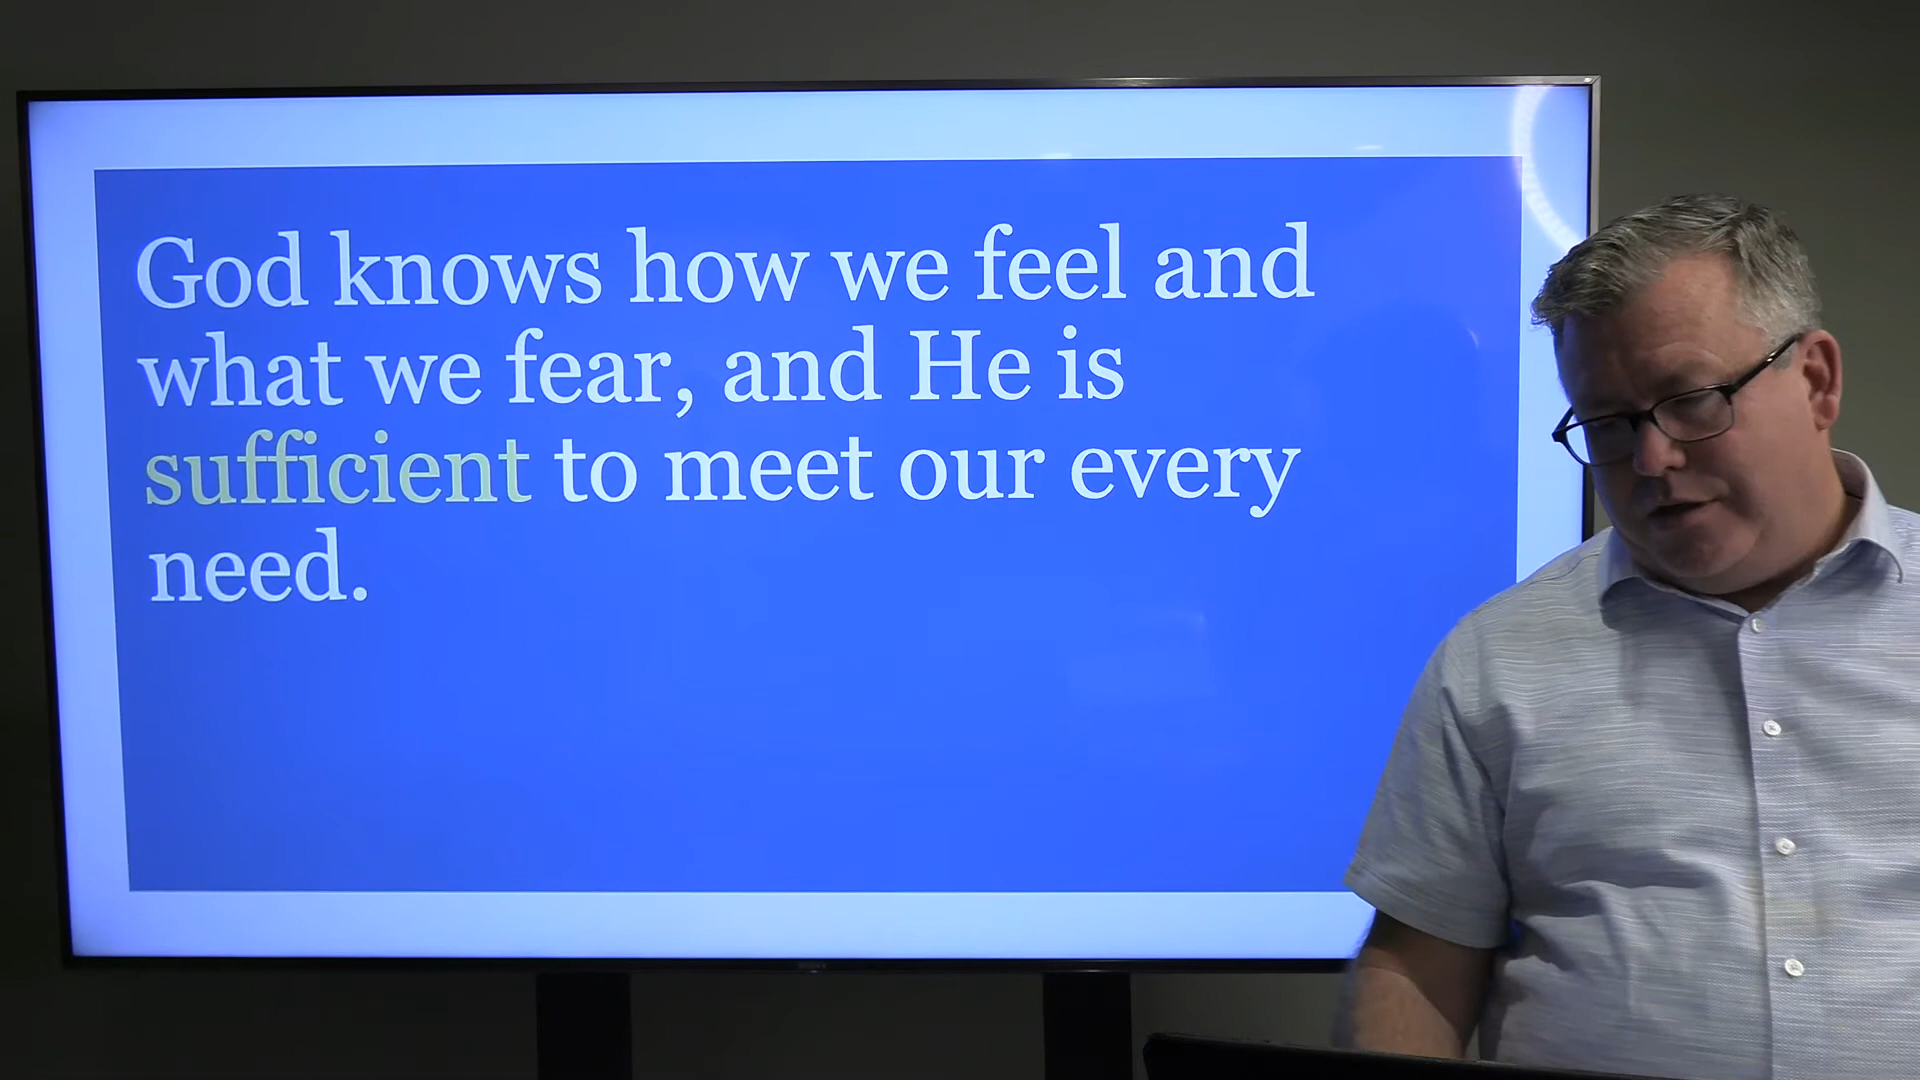 God knows how we feel and
what we fear, and He is
sufficient to meet our every
need.